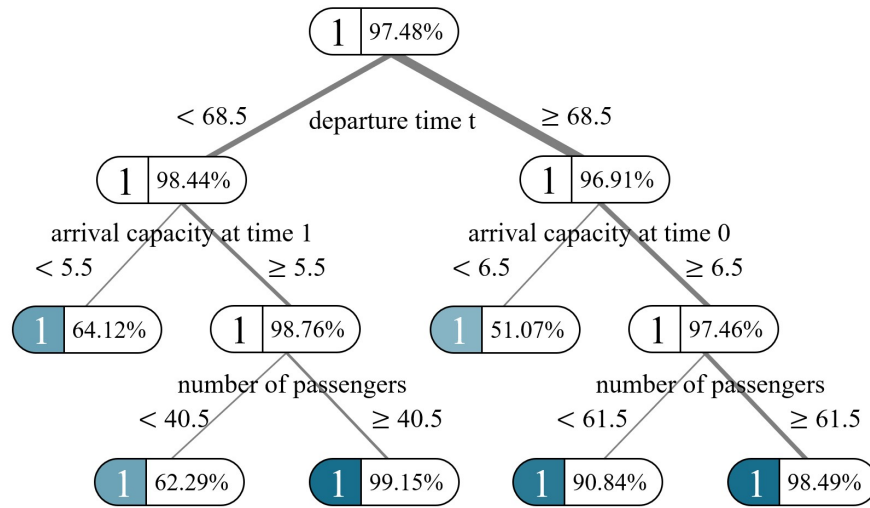 1 97.48%
< 68.5 departure time t ≥ 68.5
1 98.44% 1 96.91%
arrival capacity at time 1 arrival capacity at time 0
< 5.5 ≥ 5.5 < 6.5 ≥ 6.5
1 64.12% 1 98.76% 1 51.07% 1 97.46%
number of passengers number of passengers
< 40.5 ≥ 40.5 < 61.5 ≥ 61.5
1 62.29% 1 99.15% 1 90.84% 1 98.49%